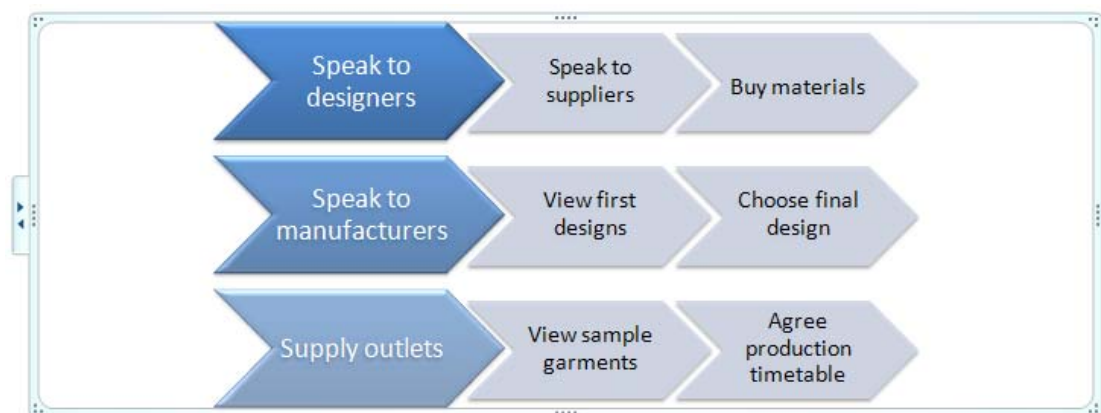 Speak to
designers
Speak to
suppliers
Buy materials
Speak to
manufacturers
View first
designs
Choose final
design
Supply outlets
View sample
garments
Agree
production
timetable